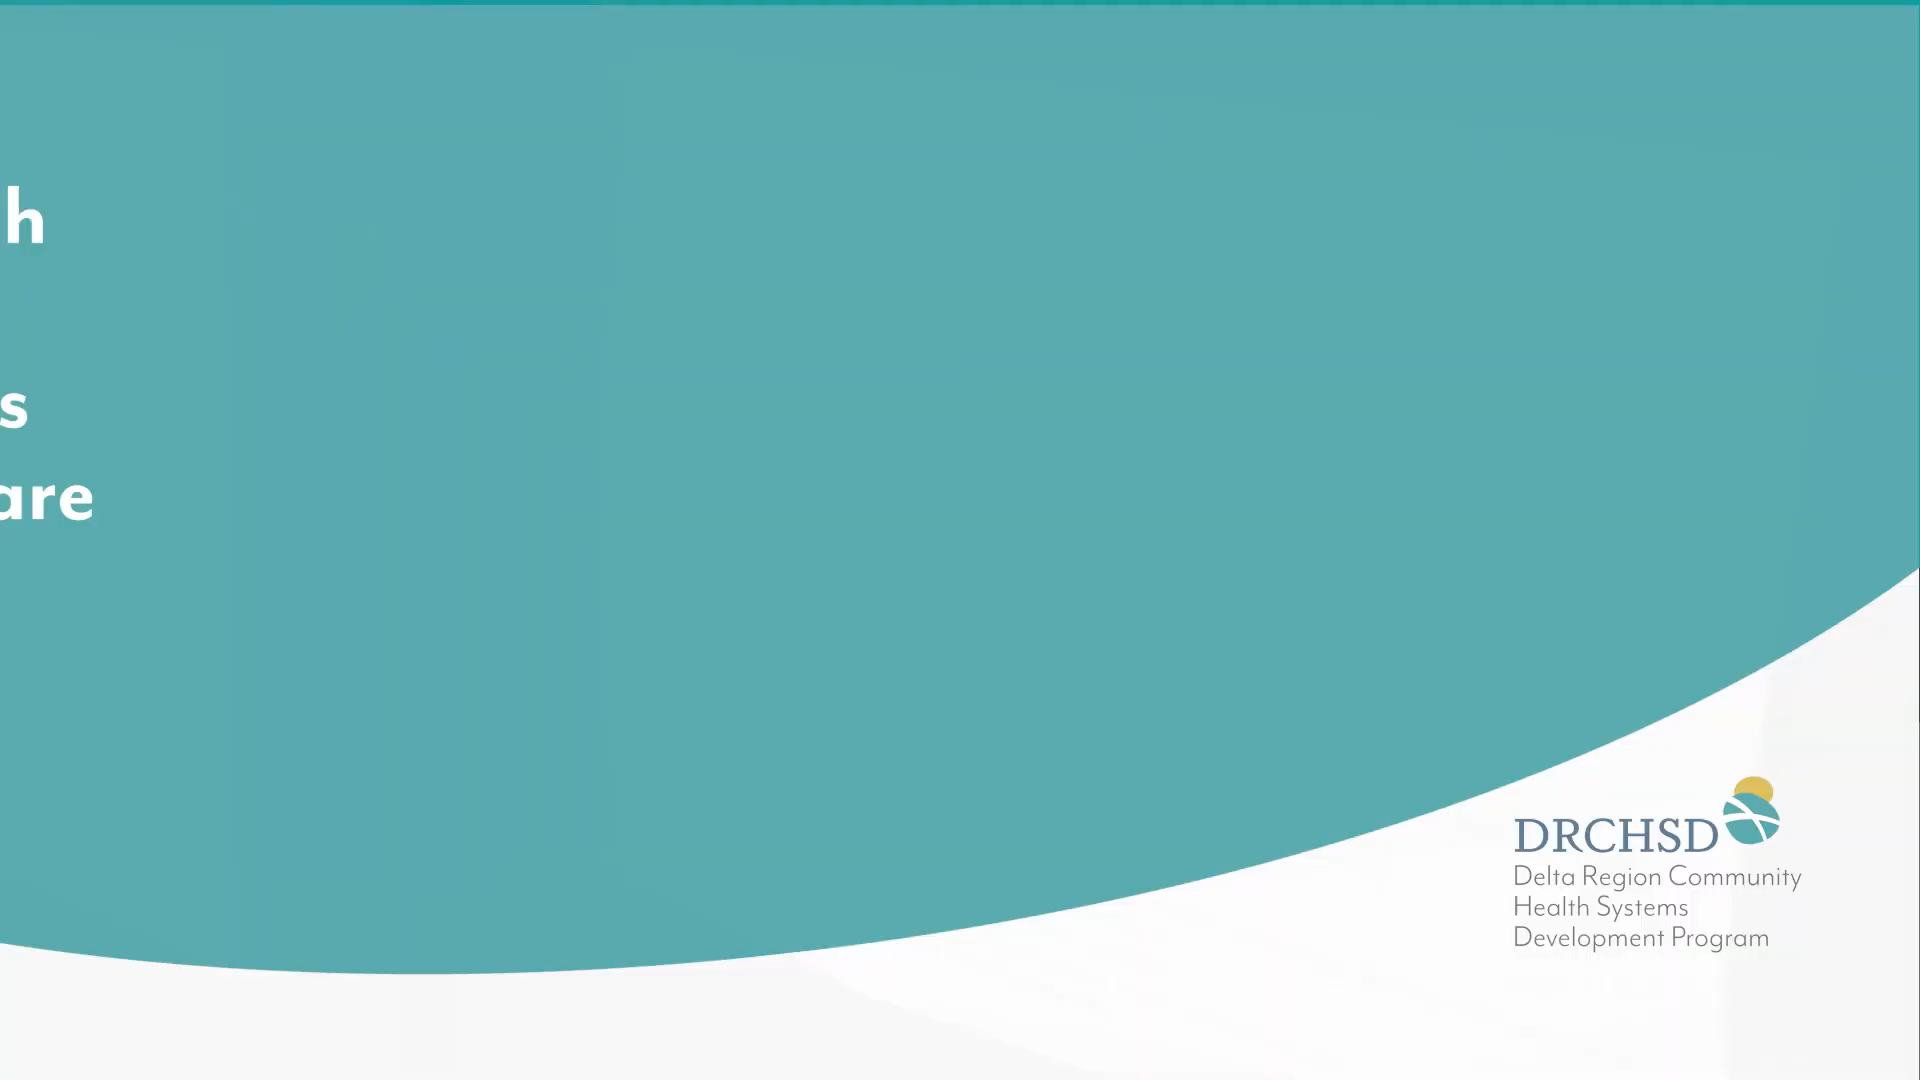 h
s
are
DRCHSD
Delta Region Community
Health Systems
Development Program